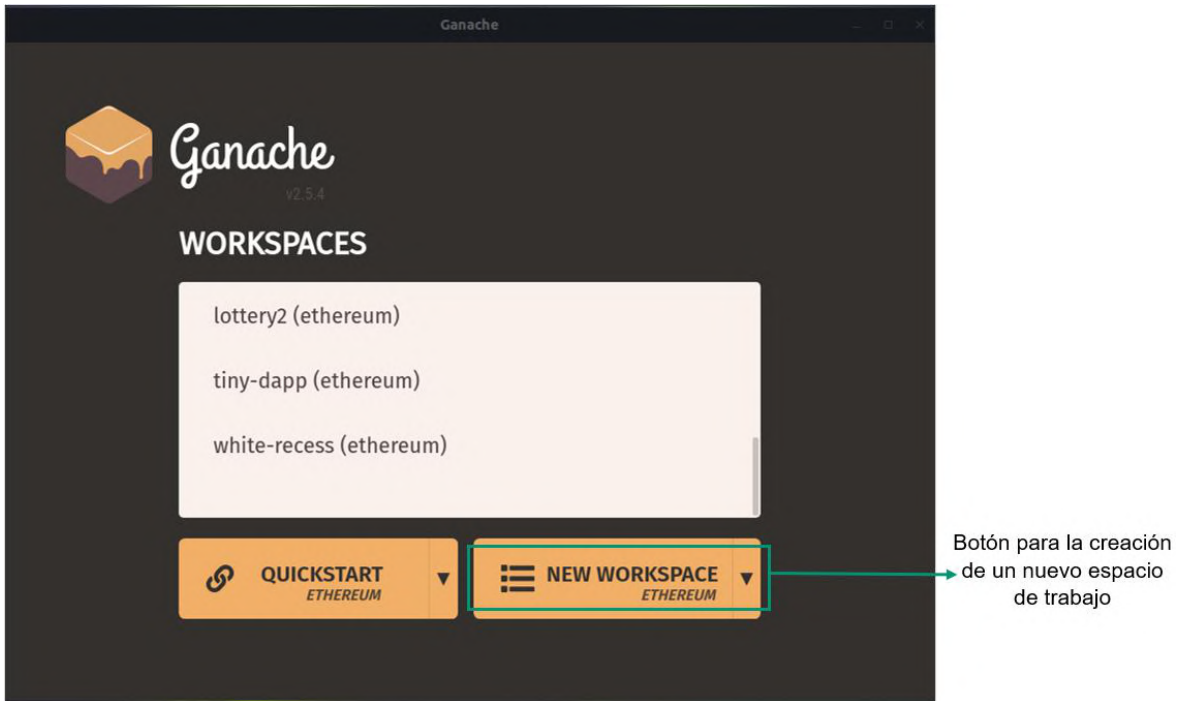 Ganache
Ganache
v2.5.4
WORKSPACES
lottery2 (ethereum)
tiny-dapp (ethereum)
white-recess (ethereum)
QUICKSTART
ETHEREUM
NEW WORKSPACE
ETHEREUM
Botón para la creación
de un nuevo espacio
de trabajo